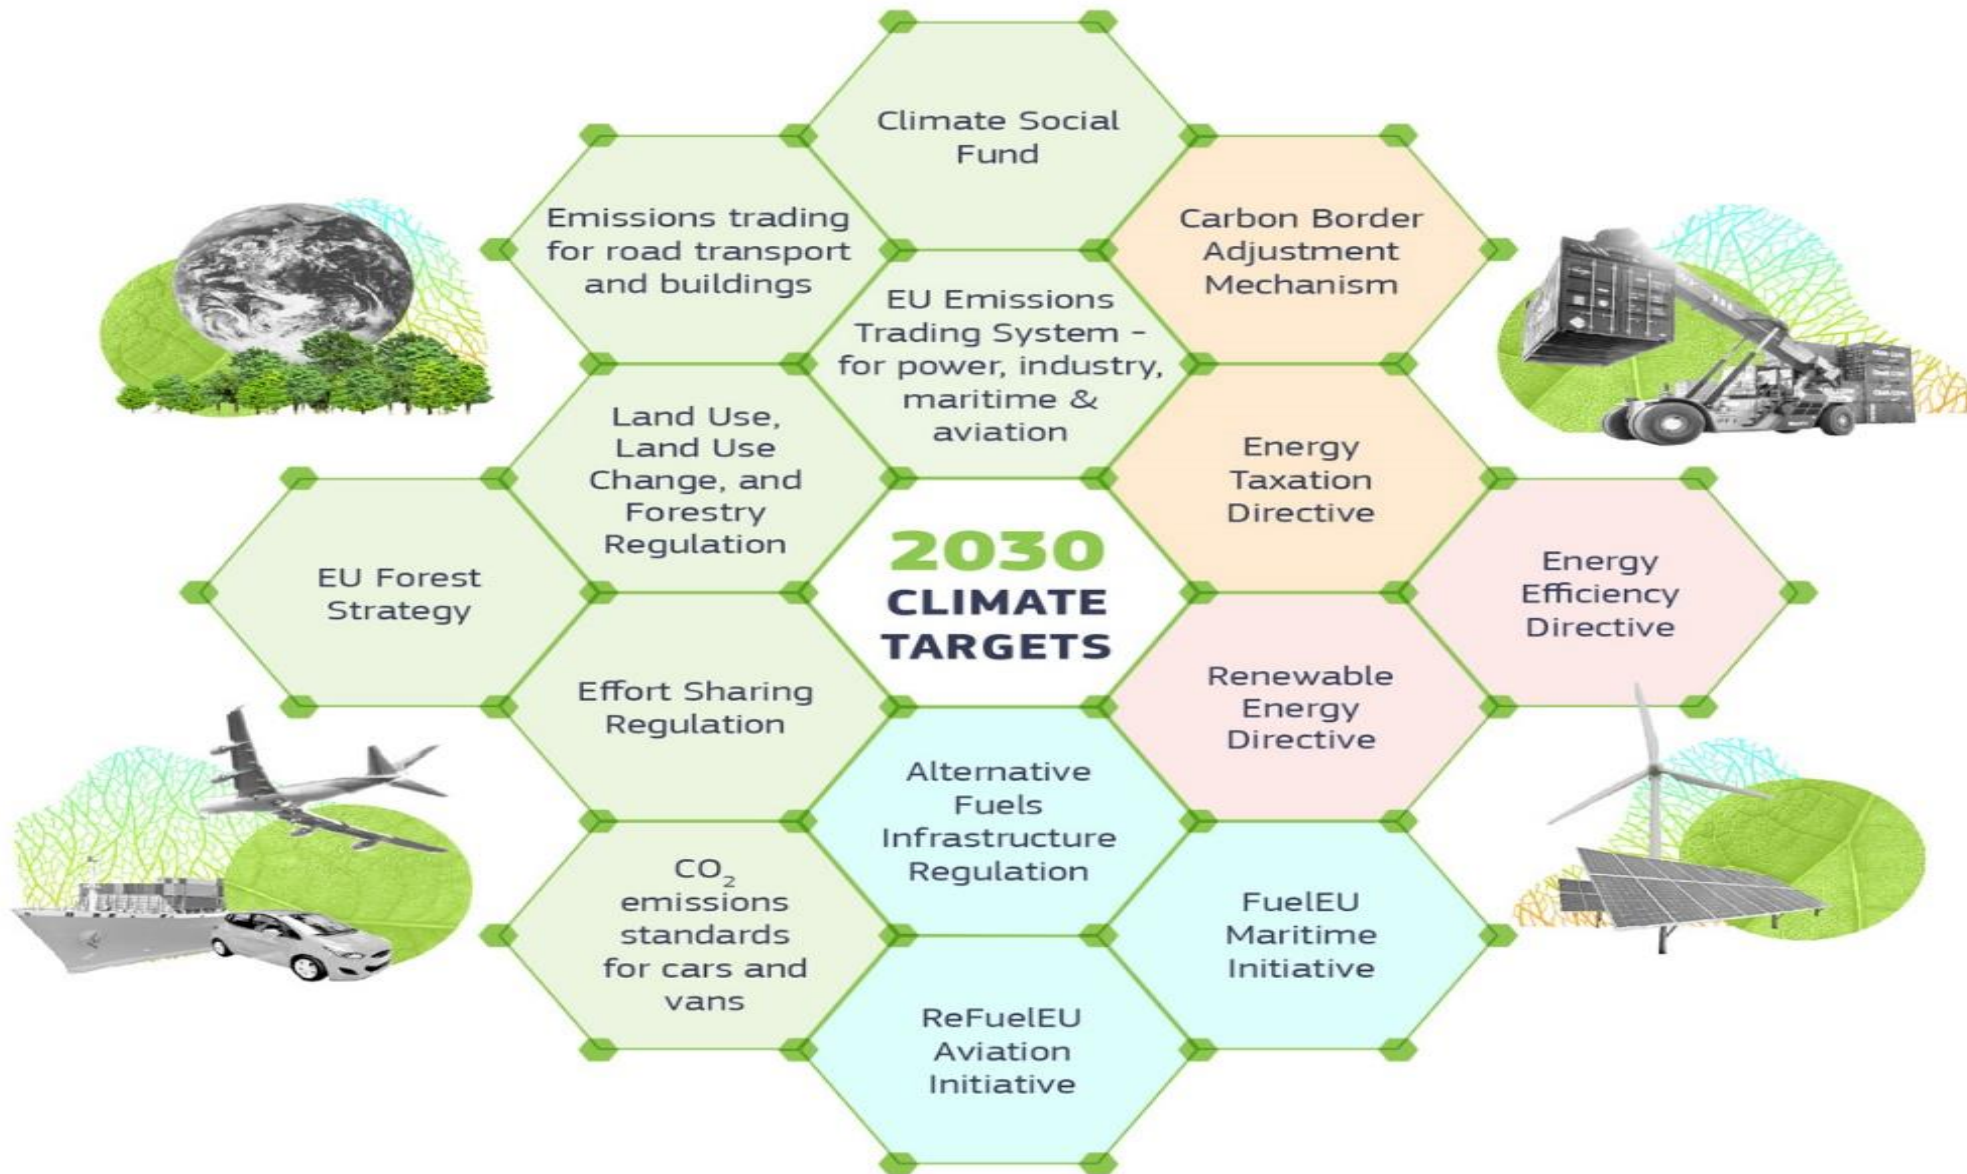 Climate Social
Fund
Emissions trading
for road transport
and buildings
Carbon Border
Adjustment
Mechanism
EU Emissions
Trading System -
for power, industry,
maritime &
aviation
Land Use,
Land Use
Change, and
Forestry
Regulation
Energy
Taxation
Directive
EU Forest
Strategy
2030
CLIMATE
TARGETS
Energy
Efficiency
Directive
Effort Sharing
Regulation
Renewable
Energy
Directive
Alternative
Fuels
Infrastructure
Regulation
CO₂
emissions
standards
for cars and
vans
FuelEU
Maritime
Initiative
ReFuelEU
Aviation
Initiative